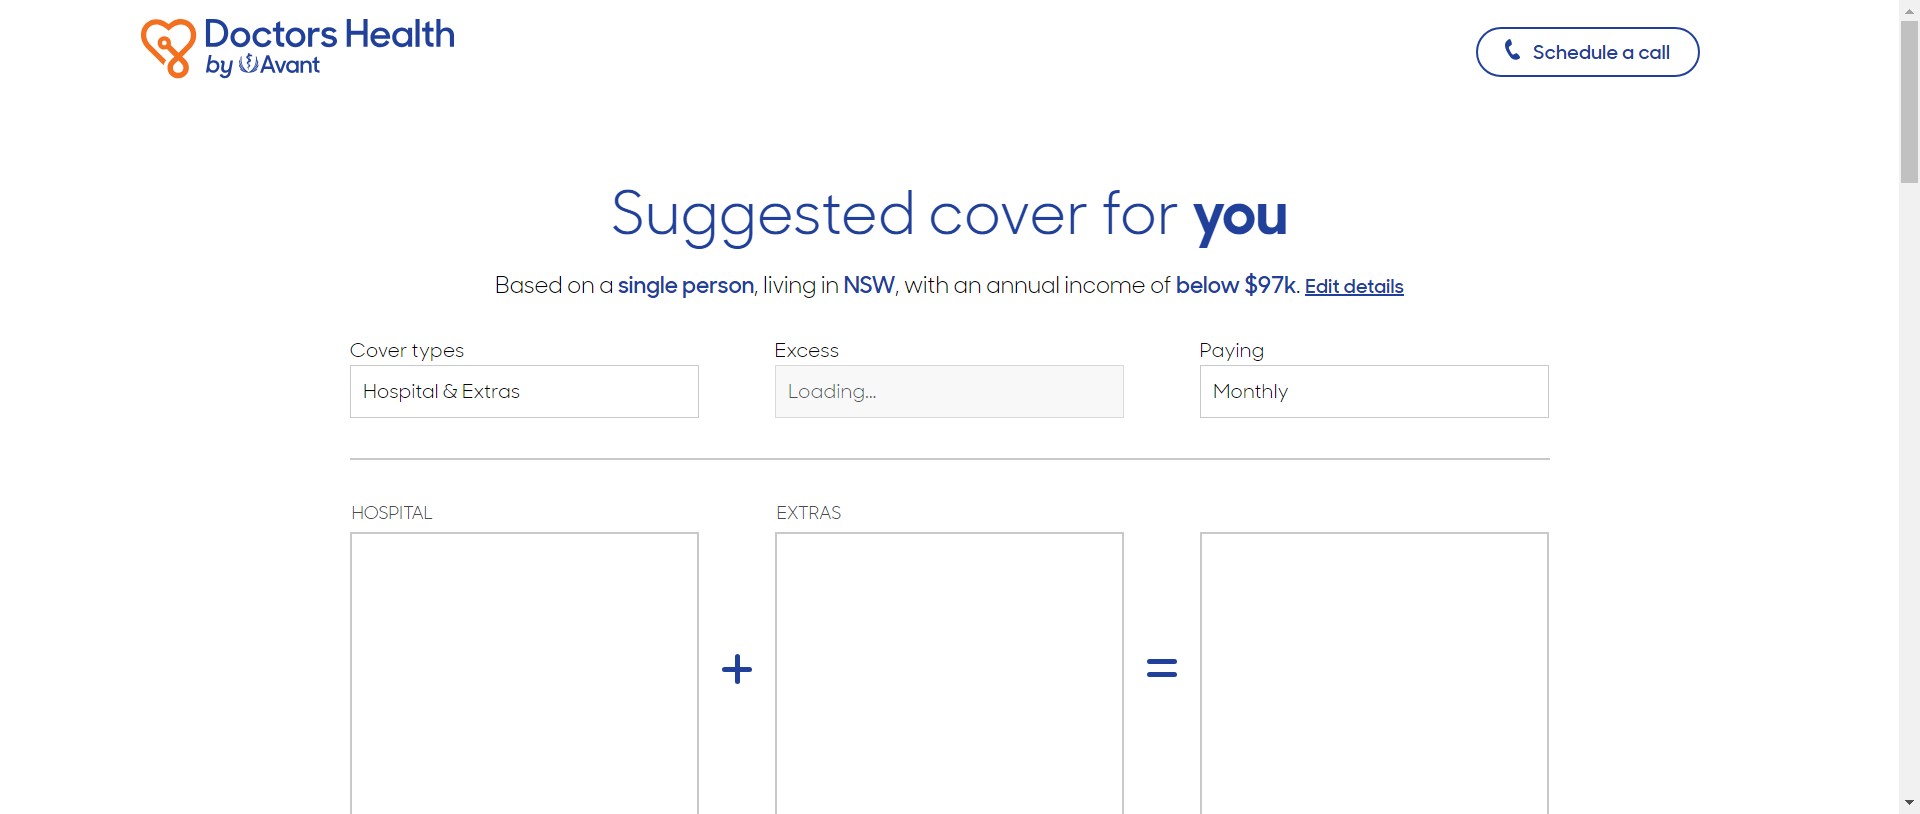 Doctors Health
by Avant
Schedule a call
Suggested cover for you
Based on a single person, living in NSW, with an annual income of below $97k. Edit details
Cover types
Excess
Paying
Hospital & Extras
Loading...
Monthly
HOSPITAL
EXTRAS
+
=